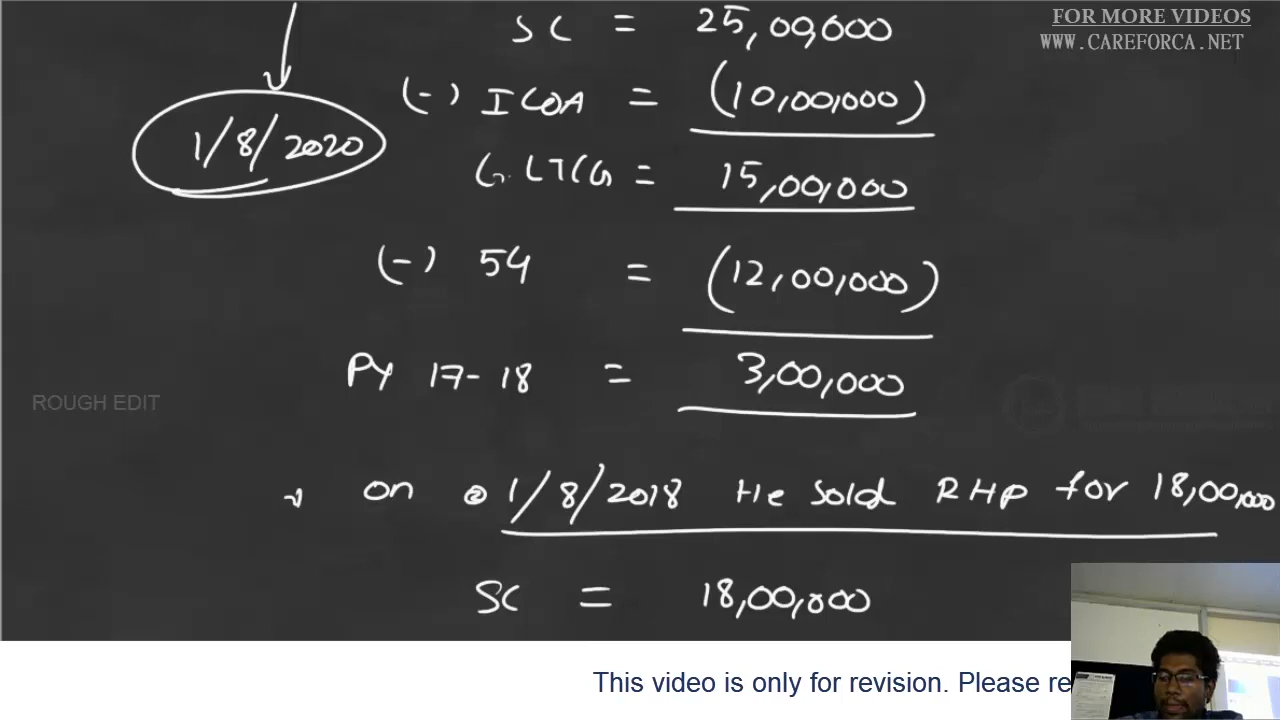 FOR MORE VIDEOS
WWW.CAREFORCA.NET
SC = 25,00,000
(-) ICOA = (10,00,000)
1/8/2020
G.LTCG = 15,00,000
(-) 54 = (12,00,000)
PY 17-18 = 3,00,000
ROUGH EDIT
on 1/8/2018 He sold RHP for 18,00,000
SC = 18,00,000
This video is only for revision. Please re